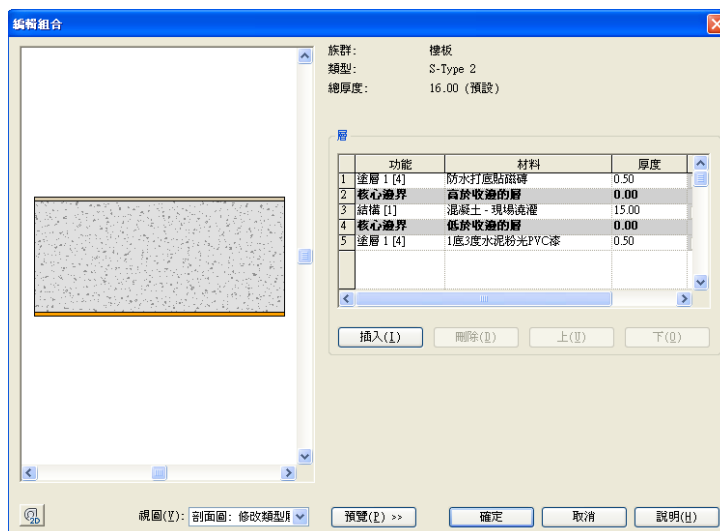 編輯組合
族群: 樓板
類型: S-Type 2
總厚度: 16.00 (預設)
層
功能 材料 厚度
1 塗層 1 [4] 防水打底貼磁磚 0.50
2 核心邊界 高於收邊的層 0.00
3 結構 [1] 混凝土 - 現場澆灌 15.00
4 核心邊界 低於收邊的層 0.00
5 塗層 1 [4] 1底3度水泥粉光PVC漆 0.50
插入(I) 刪除(D) 上(U) 下(O)
2D 視圖(V): 剖面圖: 修改類型 預覽(P) >> 確定 取消 說明(H)